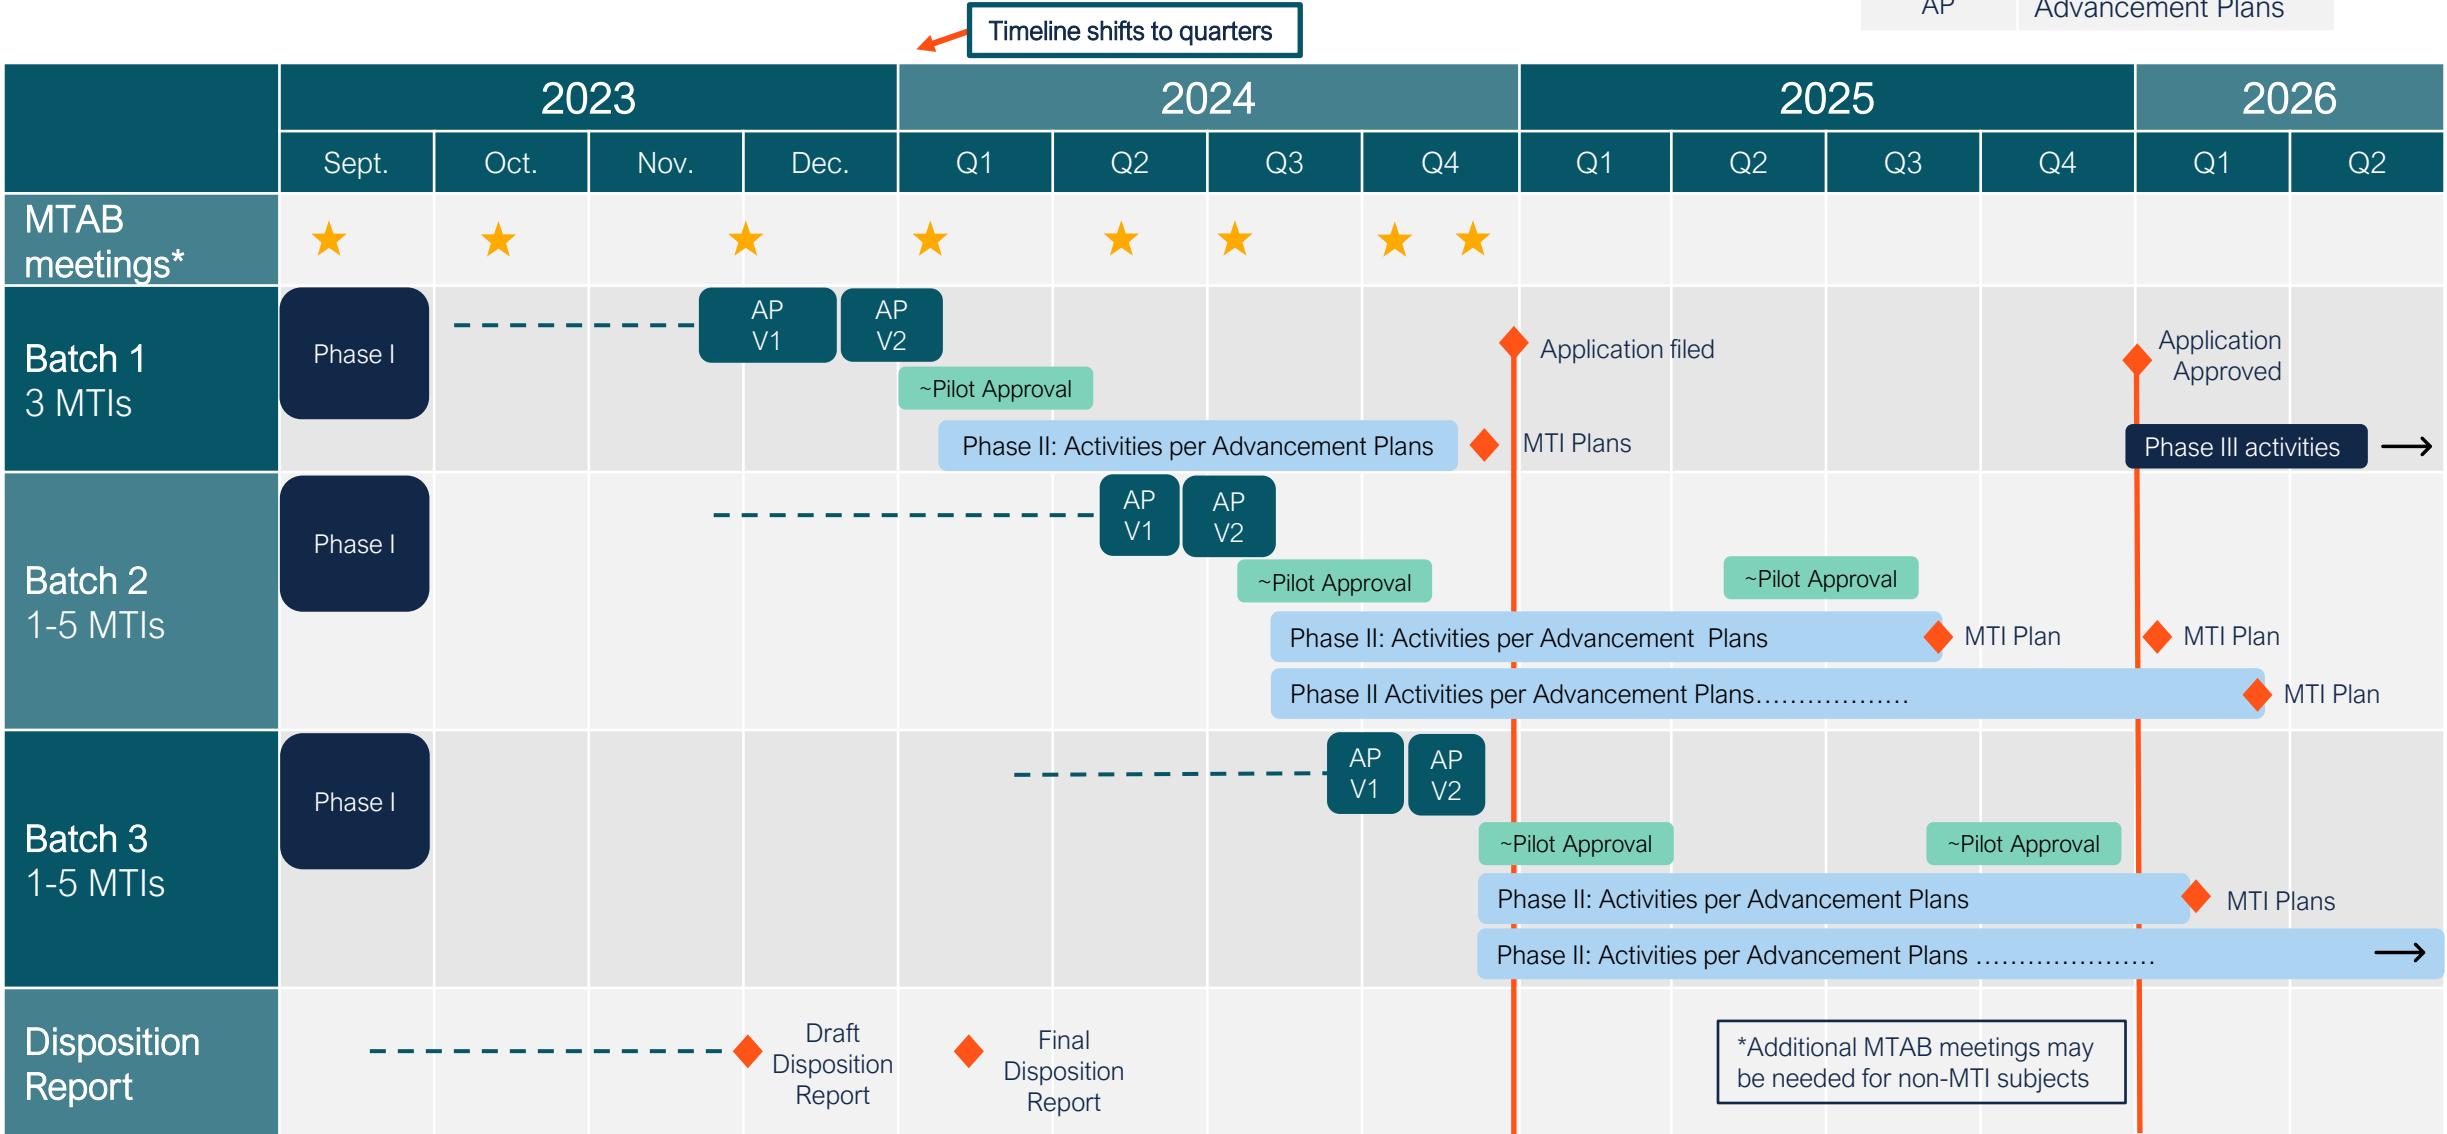 AP Advancement Plans
Timeline shifts to quarters
2023 2024 2025 2026
Sept. Oct. Nov. Dec. Q1 Q2 Q3 Q4 Q1 Q2 Q3 Q4 Q1 Q2
MTAB
meetings*
Batch 1
3 MTIs
Phase I
AP
V1
AP
V2
~Pilot Approval
Phase II: Activities per Advancement Plans
MTI Plans
Application filed
Application
Approved
Phase III activities
Batch 2
1-5 MTIs
Phase I
AP
V1
AP
V2
~Pilot Approval
~Pilot Approval
Phase II: Activities per Advancement Plans
MTI Plan
MTI Plan
Phase II Activities per Advancement Plans..................
MTI Plan
Batch 3
1-5 MTIs
Phase I
AP
V1
AP
V2
~Pilot Approval
~Pilot Approval
Phase II: Activities per Advancement Plans
MTI Plans
Phase II: Activities per Advancement Plans .....................
Disposition
Report
Draft
Disposition
Report
Final
Disposition
Report
*Additional MTAB meetings may
be needed for non-MTI subjects